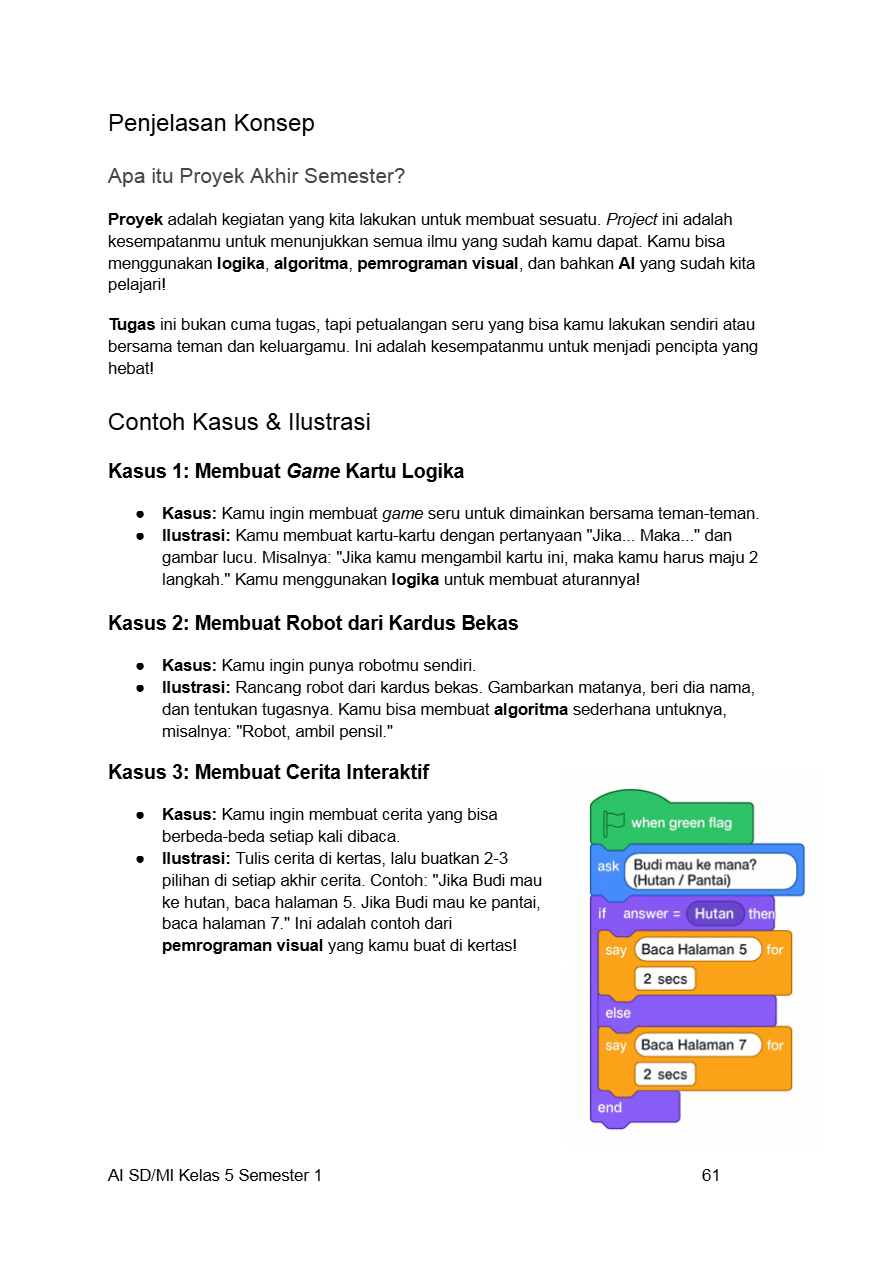 Penjelasan Konsep
Apa itu Proyek Akhir Semester?
Proyek adalah kegiatan yang kita lakukan untuk membuat sesuatu. Project ini adalah
kesempatanmu untuk menunjukkan semua ilmu yang sudah kamu dapat. Kamu bisa
menggunakan logika, algoritma, pemrograman visual, dan bahkan AI yang sudah kita
pelajari!
Tugas ini bukan cuma tugas, tapi petualangan seru yang bisa kamu lakukan sendiri atau
bersama teman dan keluargamu. Ini adalah kesempatanmu untuk menjadi pencipta yang
hebat!
Contoh Kasus & Ilustrasi
Kasus 1: Membuat Game Kartu Logika
● Kasus: Kamu ingin membuat game seru untuk dimainkan bersama teman-teman.
● Ilustrasi: Kamu membuat kartu-kartu dengan pertanyaan "Jika... Maka..." dan
gambar lucu. Misalnya: "Jika kamu mengambil kartu ini, maka kamu harus maju 2
langkah." Kamu menggunakan logika untuk membuat aturannya!
Kasus 2: Membuat Robot dari Kardus Bekas
● Kasus: Kamu ingin punya robotmu sendiri.
● Ilustrasi: Rancang robot dari kardus bekas. Gambarkan matanya, beri dia nama,
dan tentukan tugasnya. Kamu bisa membuat algoritma sederhana untuknya,
misalnya: "Robot, ambil pensil."
Kasus 3: Membuat Cerita Interaktif
● Kasus: Kamu ingin membuat cerita yang bisa
berbeda-beda setiap kali dibaca.
● Ilustrasi: Tulis cerita di kertas, lalu buatkan 2-3
pilihan di setiap akhir cerita. Contoh: "Jika Budi mau
ke hutan, baca halaman 5. Jika Budi mau ke pantai,
baca halaman 7." Ini adalah contoh dari
pemrograman visual yang kamu buat di kertas!
when green flag
ask Budi mau ke mana?
(Hutan / Pantai)
if answer = Hutan then
say Baca Halaman 5 for
2 secs
else
say Baca Halaman 7 for
2 secs
end
AI SD/MI Kelas 5 Semester 1 61